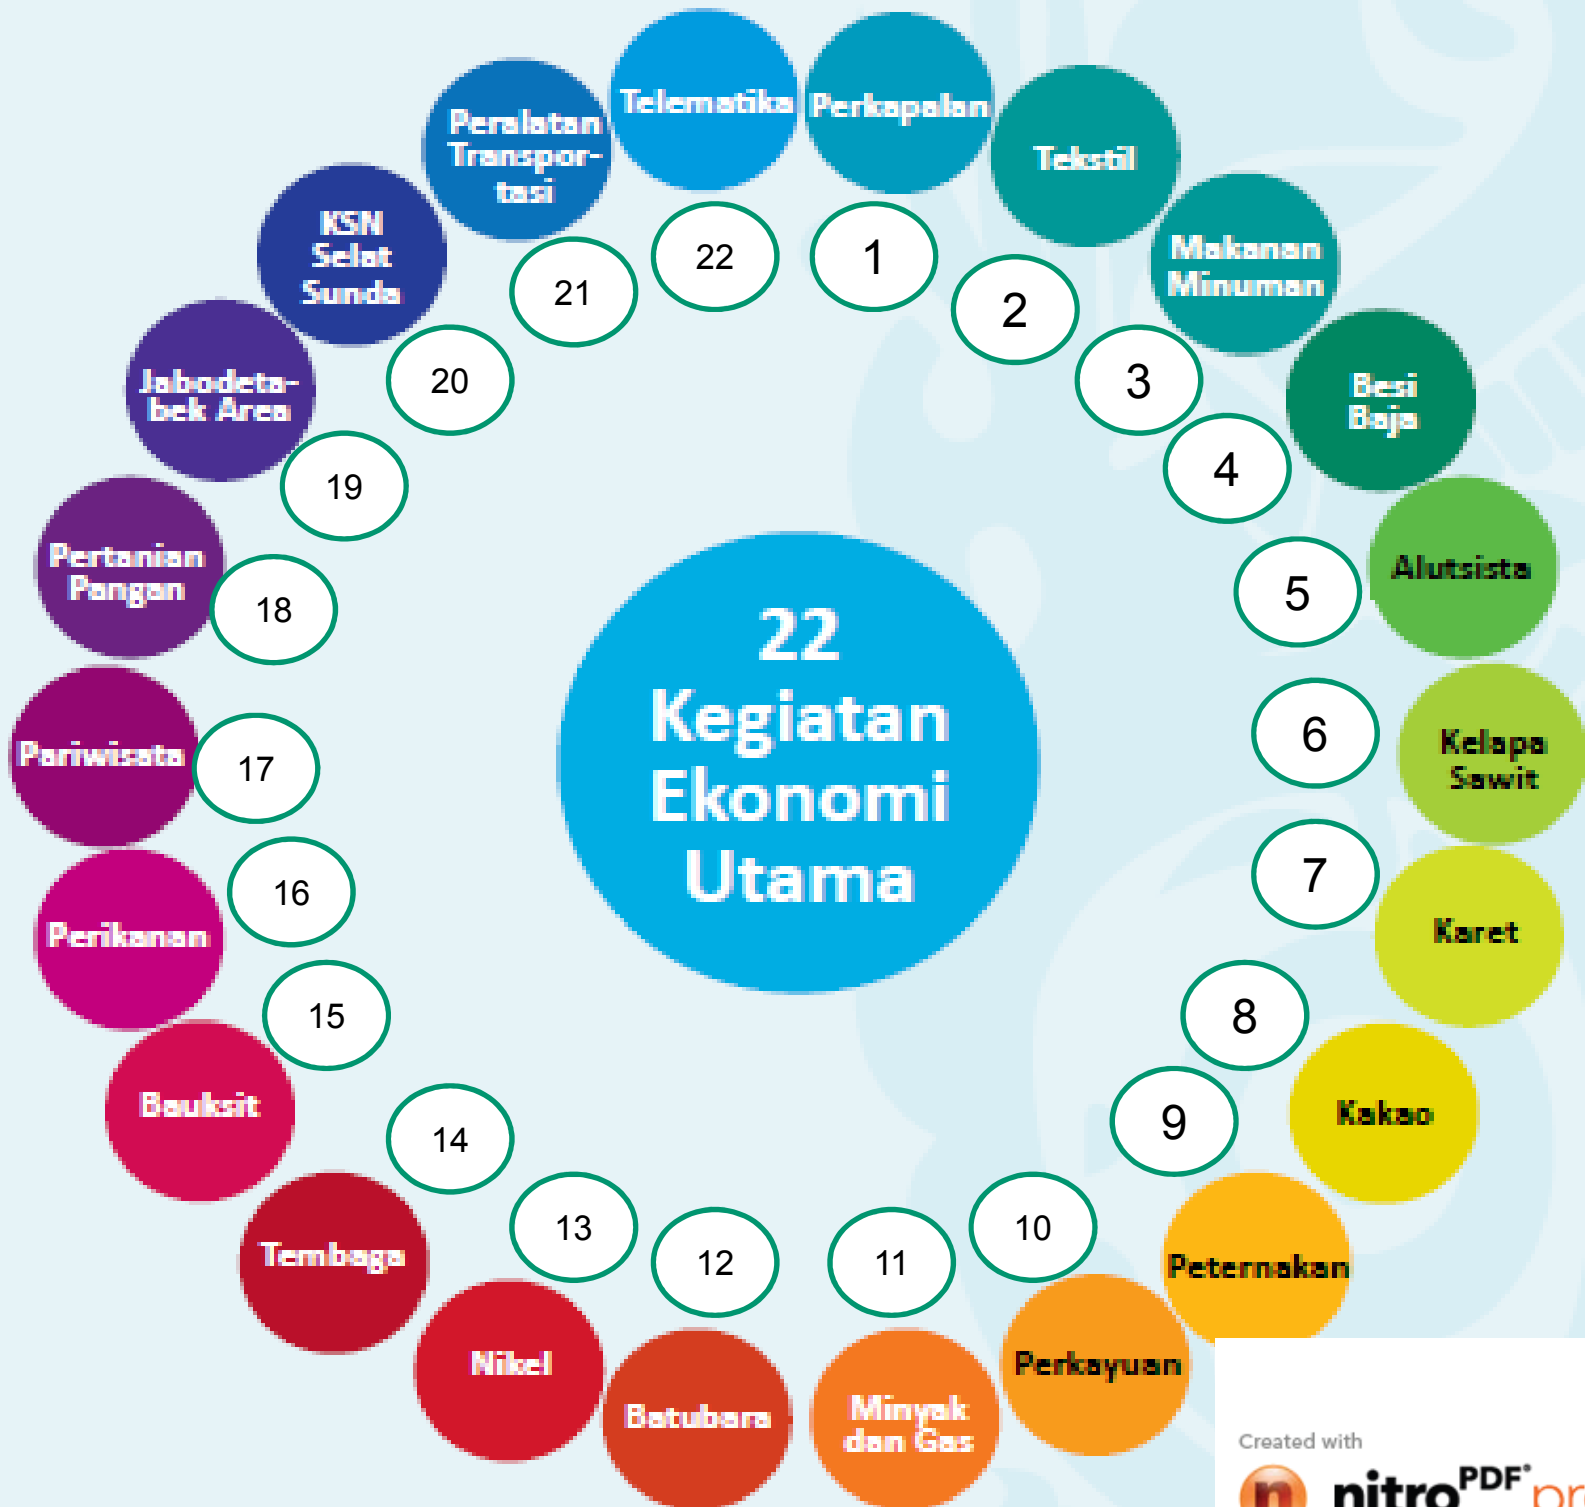 22
Kegiatan
Ekonomi
Utama
Perkapalan
1
Tekstil
2
Makanan
Minuman
3
Besi
Baja
4
Alutsista
5
Kelapa
Sawit
6
Karet
7
Kakao
8
Peternakan
9
Perkayuan
10
Minyak
dan Gas
11
Batubara
12
Nikel
13
Tembaga
14
Bauksit
15
Perikanan
16
Pariwisata
17
Pertanian
Pangan
18
Jabodeta-
bek Area
19
KSN
Selat
Sunda
20
Peralatan
Transpor-
tasi
21
Telematika
22
Created with
n nitroPDF